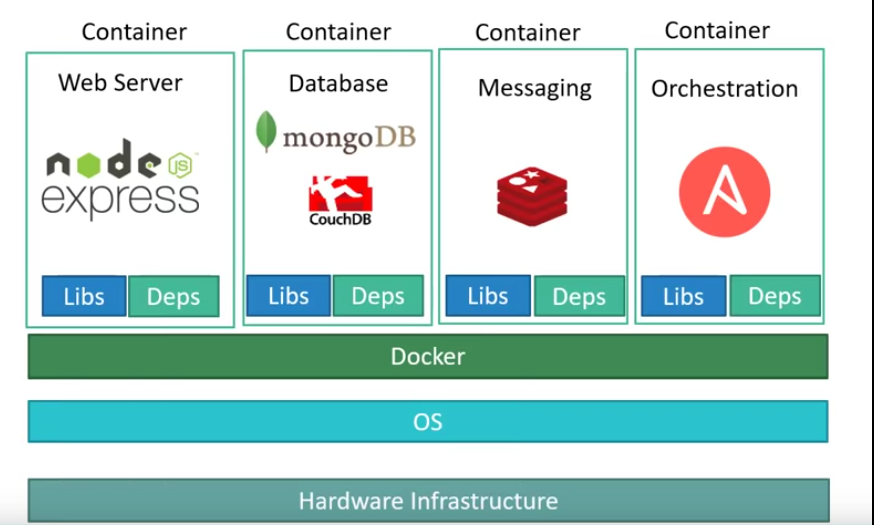 Container
Container
Container
Container
Web Server
Database
Messaging
Orchestration
node JS
express
mongoDB
CouchDB
A
Libs
Deps
Libs
Deps
Libs
Deps
Libs
Deps
Docker
OS
Hardware Infrastructure